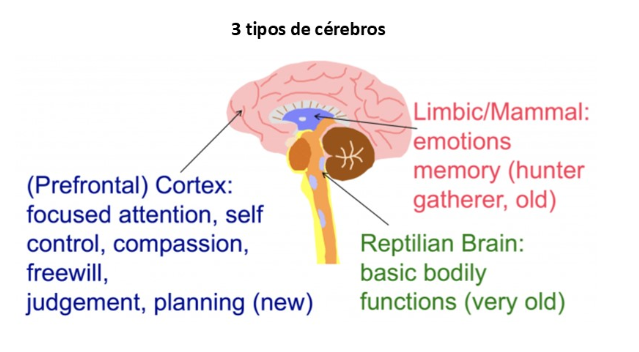 3 tipos de cérebros
Limbic/Mammal:
emotions
memory (hunter
gatherer, old)
(Prefrontal) Cortex:
focused attention, self
control, compassion,
freewill,
judgement, planning (new)
Reptilian Brain:
basic bodily
functions (very old)